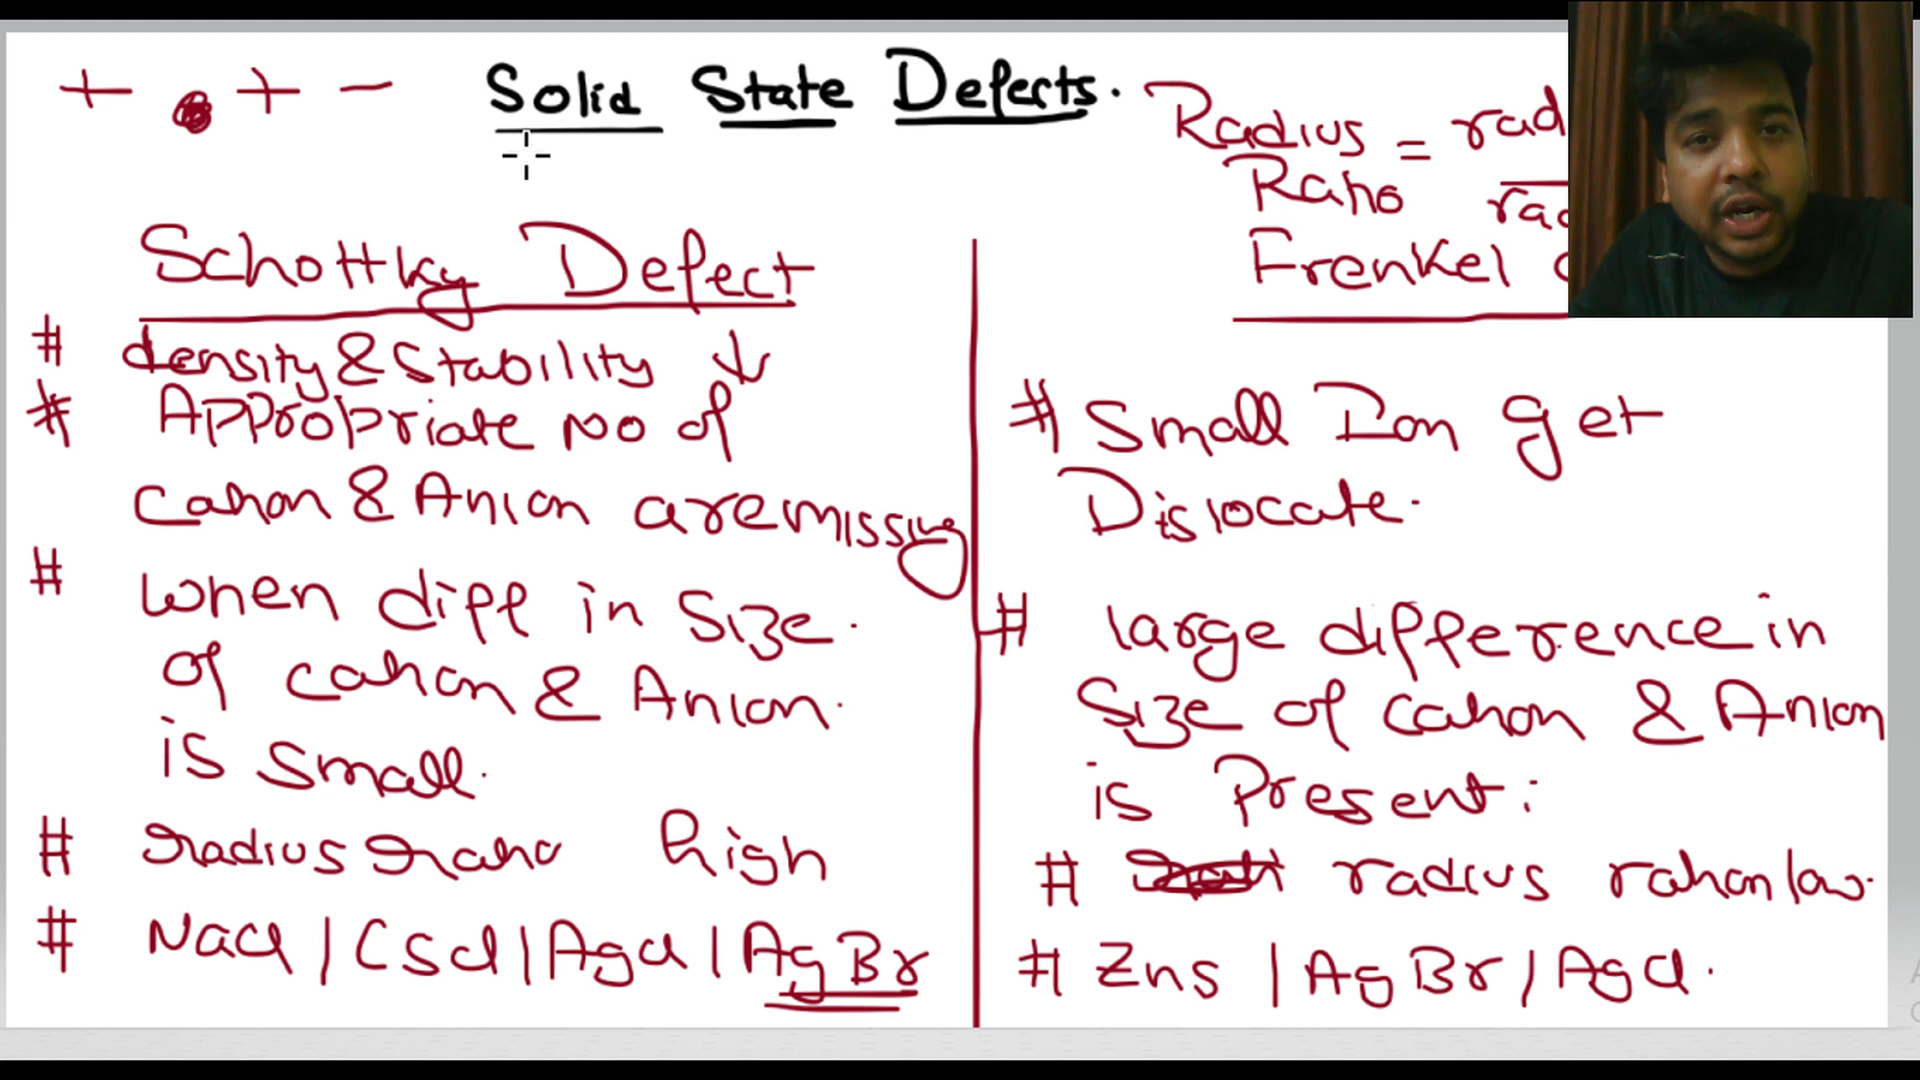 + + - Solid State Defects.
Radius = rad
Ratio rad
Frenkel
Schottky Defect
# density & Stability ↓
# Appropriate No of
Cation & Anion are missing
# when diff in Size.
of cation & Anion.
is small.
# radius ratio high
# NaCl | CsCl | AgCl | AgBr
# Small Ion get
Dislocate.
# large difference in
Size of Cation & Anion
is Present:
# radius ration low.
# Zns | AgBr | AgCl.